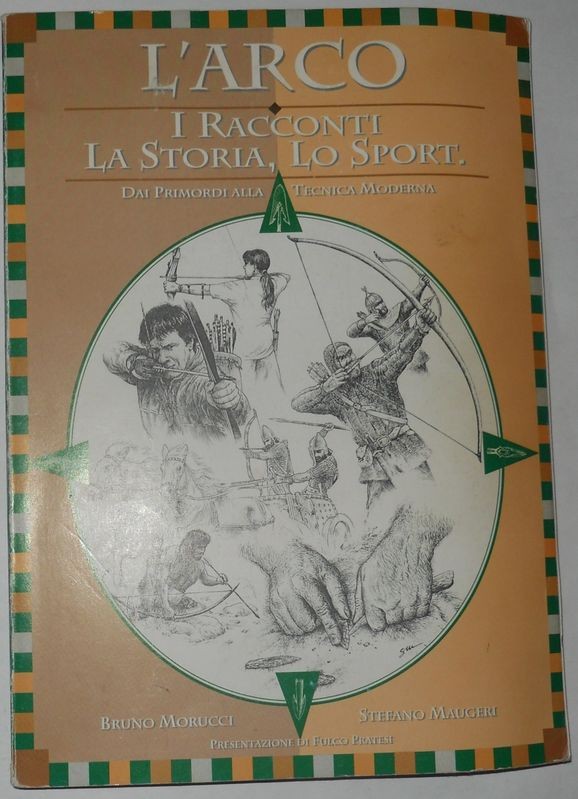 L'ARCO
I RACCONTI
LA STORIA, LO SPORT.
DAI PRIMORDI ALLA TECNICA MODERNA
BRUNO MORUCCI
STEFANO MAUGERI
PRESENTAZIONE DI FULCO PRATESI